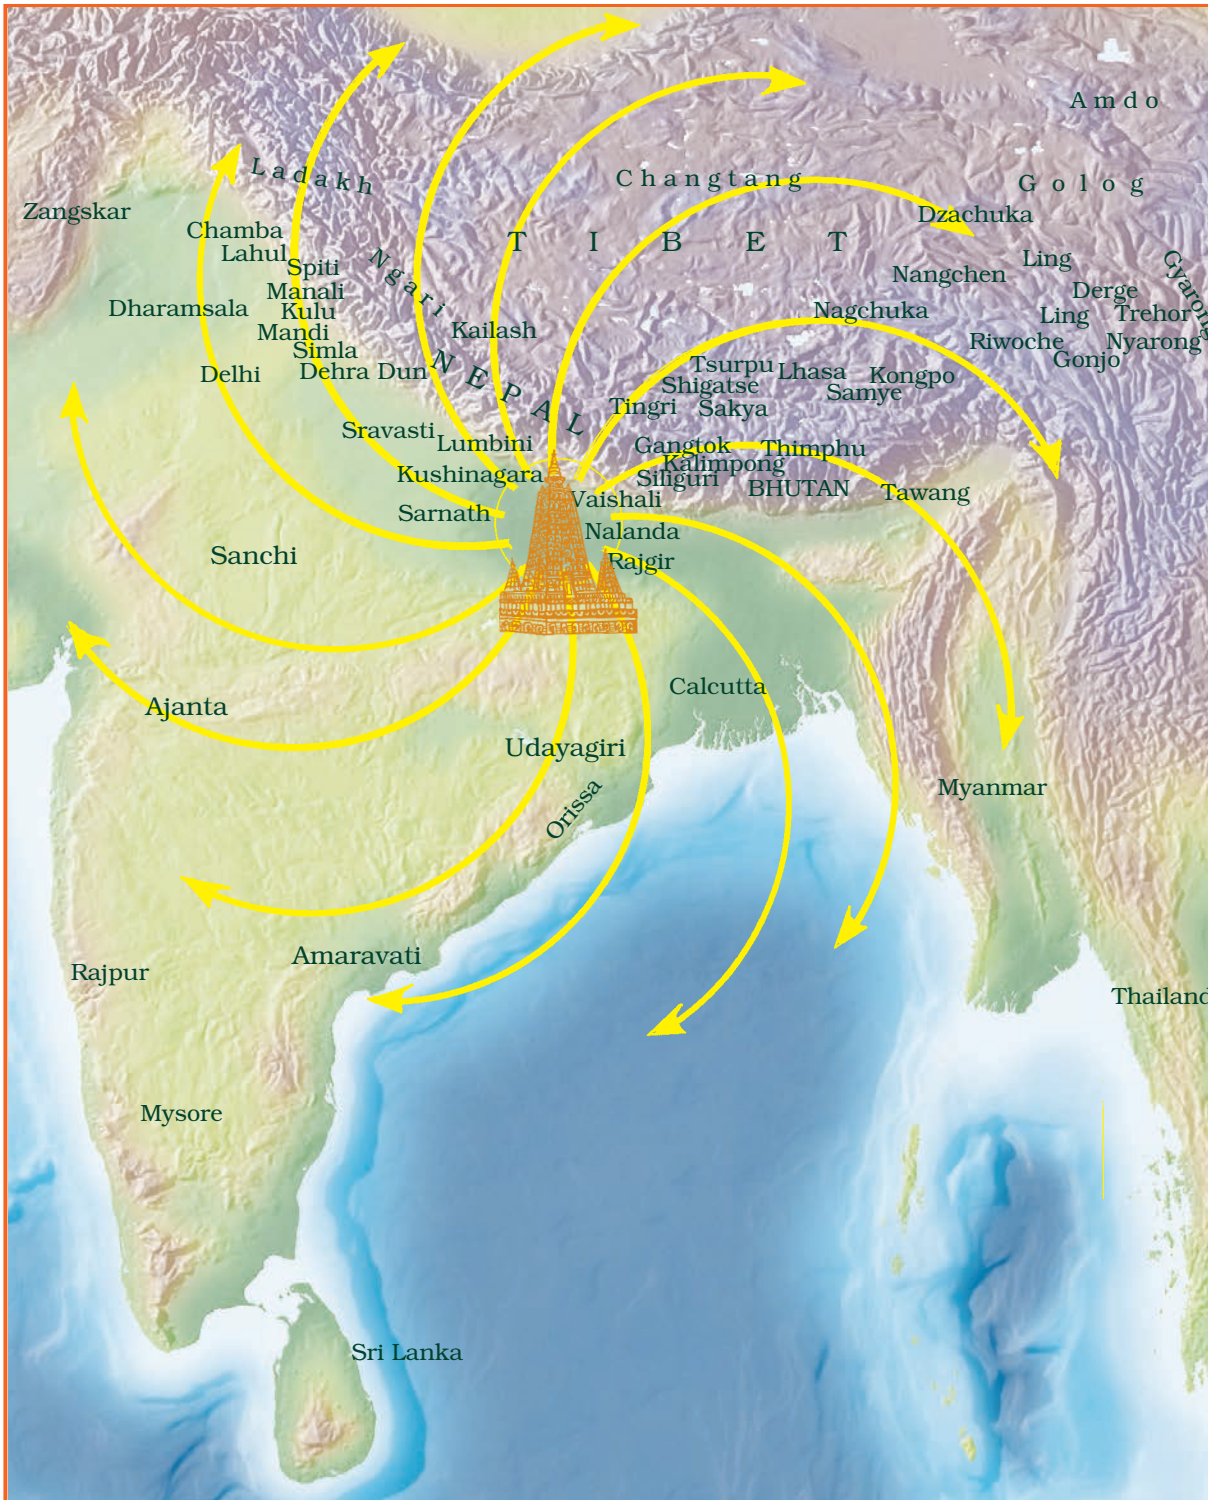 Amdo
Ladakh
Changtang
Golog
Zangskar
Dzachuka
Chamba
TIBET
Lahul
Spiti
Ngari
Ling
Gyarong
Nangchen
Manali
Derge
Dharamsala
Kulu
Nagchuka
Ling
Trehor
Mandi
Kailash
Riwoche
Nyarong
Simla
NEPAL
Gonjo
Delhi
Dehra Dun
Tsurpu
Lhasa
Kongpo
Shigatse
Samye
Tingri
Sakya
Sravasti
Lumbini
Gangtok
Thimphu
Kalimpong
Kushinagara
Siliguri
BHUTAN
Tawang
Vaishali
Sarnath
Nalanda
Sanchi
Rajgir
Calcutta
Ajanta
Udayagiri
Orissa
Myanmar
Amaravati
Rajpur
Thailand
Mysore
Sri Lanka